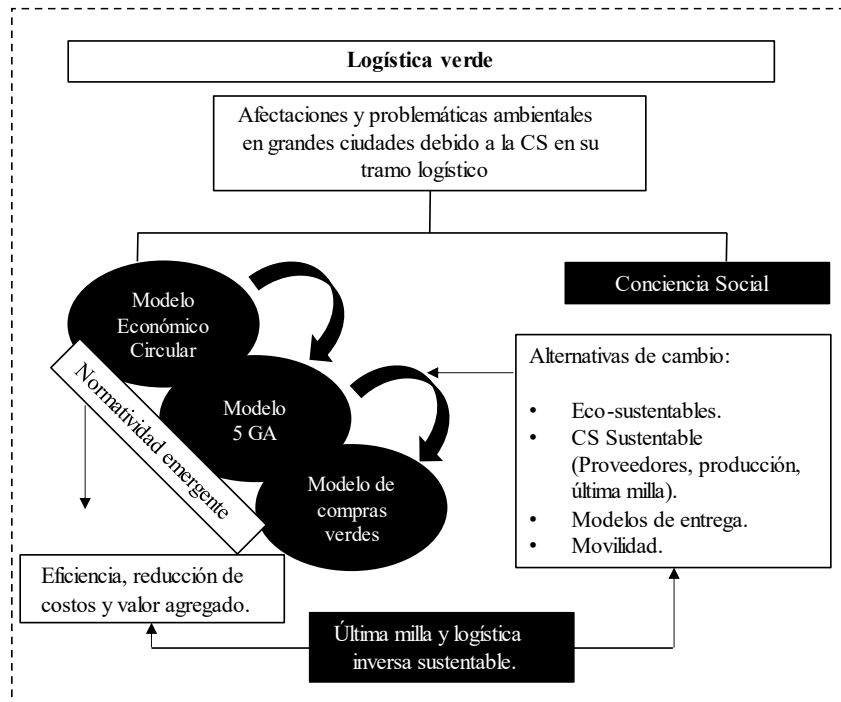 Logística verde
Afectaciones y problemáticas ambientales
en grandes ciudades debido a la CS en su
tramo logístico
Modelo
Económico
Circular
Conciencia Social
Normatividad emergente
Modelo
5 GA
Modelo de
compras
verdes
Alternativas de cambio:
• Eco-sustentables.
• CS Sustentable
(Proveedores, producción,
última milla).
• Modelos de entrega.
• Movilidad.
Eficiencia, reducción de
costos y valor agregado.
Última milla y logística
inversa sustentable.